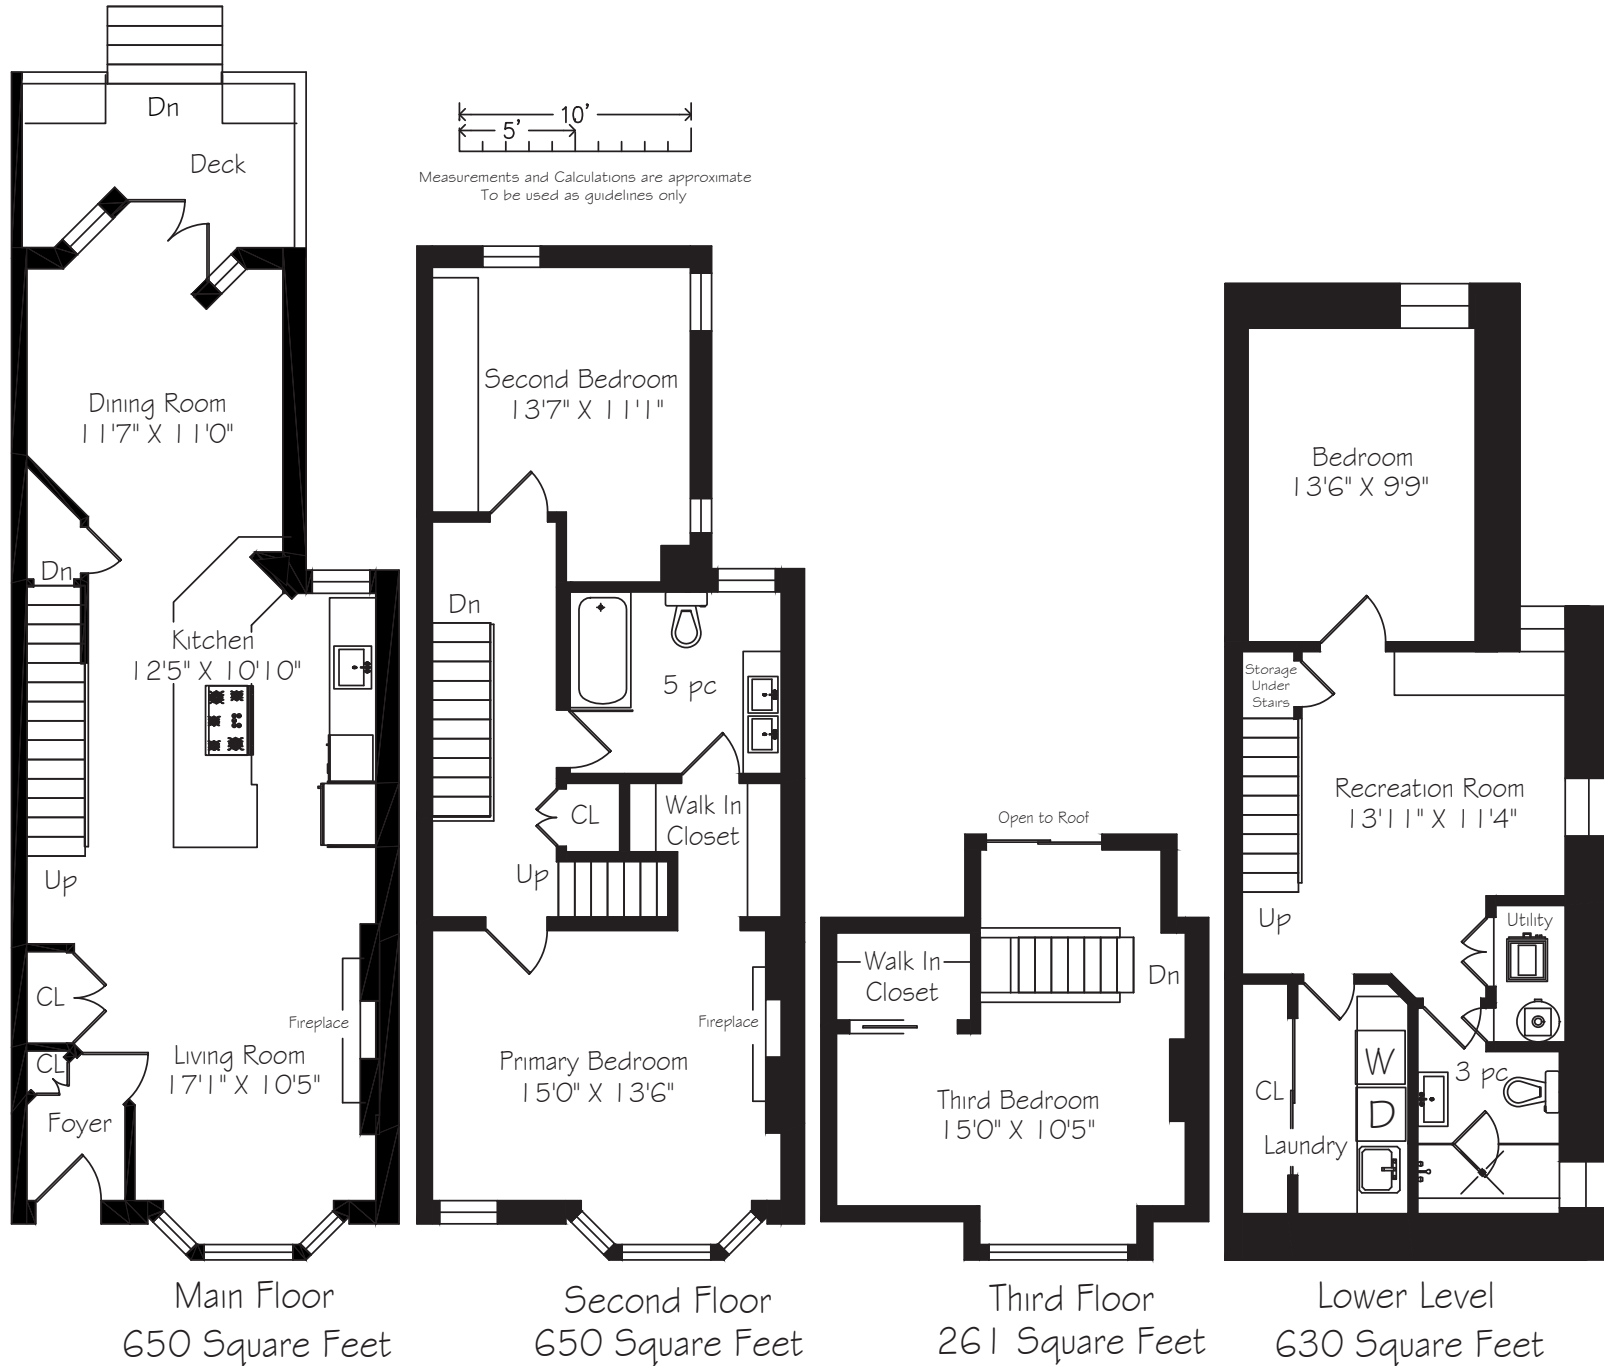 Dn
Deck
Dining Room
11'7" X 11'0"
Dn
Kitchen
12'5" X 10'10"
Up
CL
Fireplace
CL
Living Room
17'1" X 10'5"
Foyer
Main Floor
650 Square Feet
10'
5'
Measurements and Calculations are approximate
To be used as guidelines only
Second Bedroom
13'7" X 11'1"
Dn
5 pc
CL
Walk In
Closet
Up
Fireplace
Primary Bedroom
15'0" X 13'6"
Second Floor
650 Square Feet
Open to Roof
Walk In
Closet
Dn
Third Bedroom
15'0" X 10'5"
Third Floor
261 Square Feet
Bedroom
13'6" X 9'9"
Storage
Under
Stairs
Recreation Room
13'11" X 11'4"
Up
Utility
W
3 pc
CL
D
Laundry
Lower Level
630 Square Feet